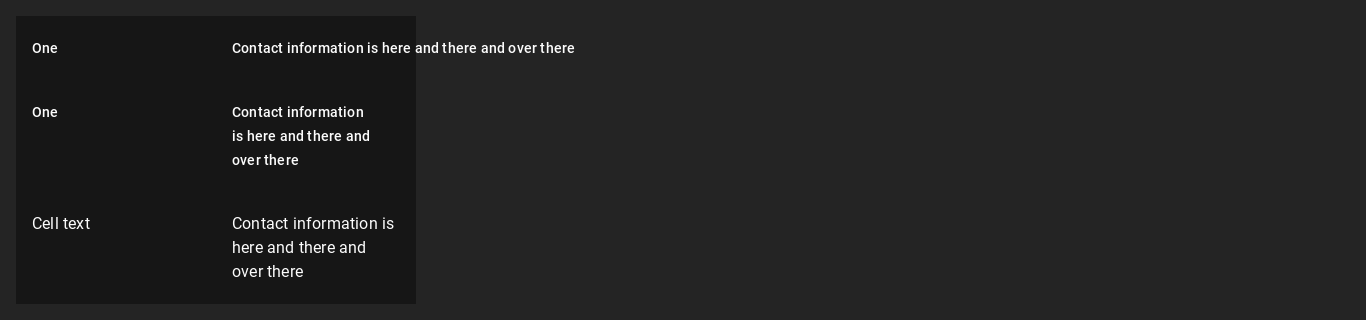 One Contact information is here and there and over there
One Contact information
is here and there and
over there
Cell text Contact information is
here and there and
over there